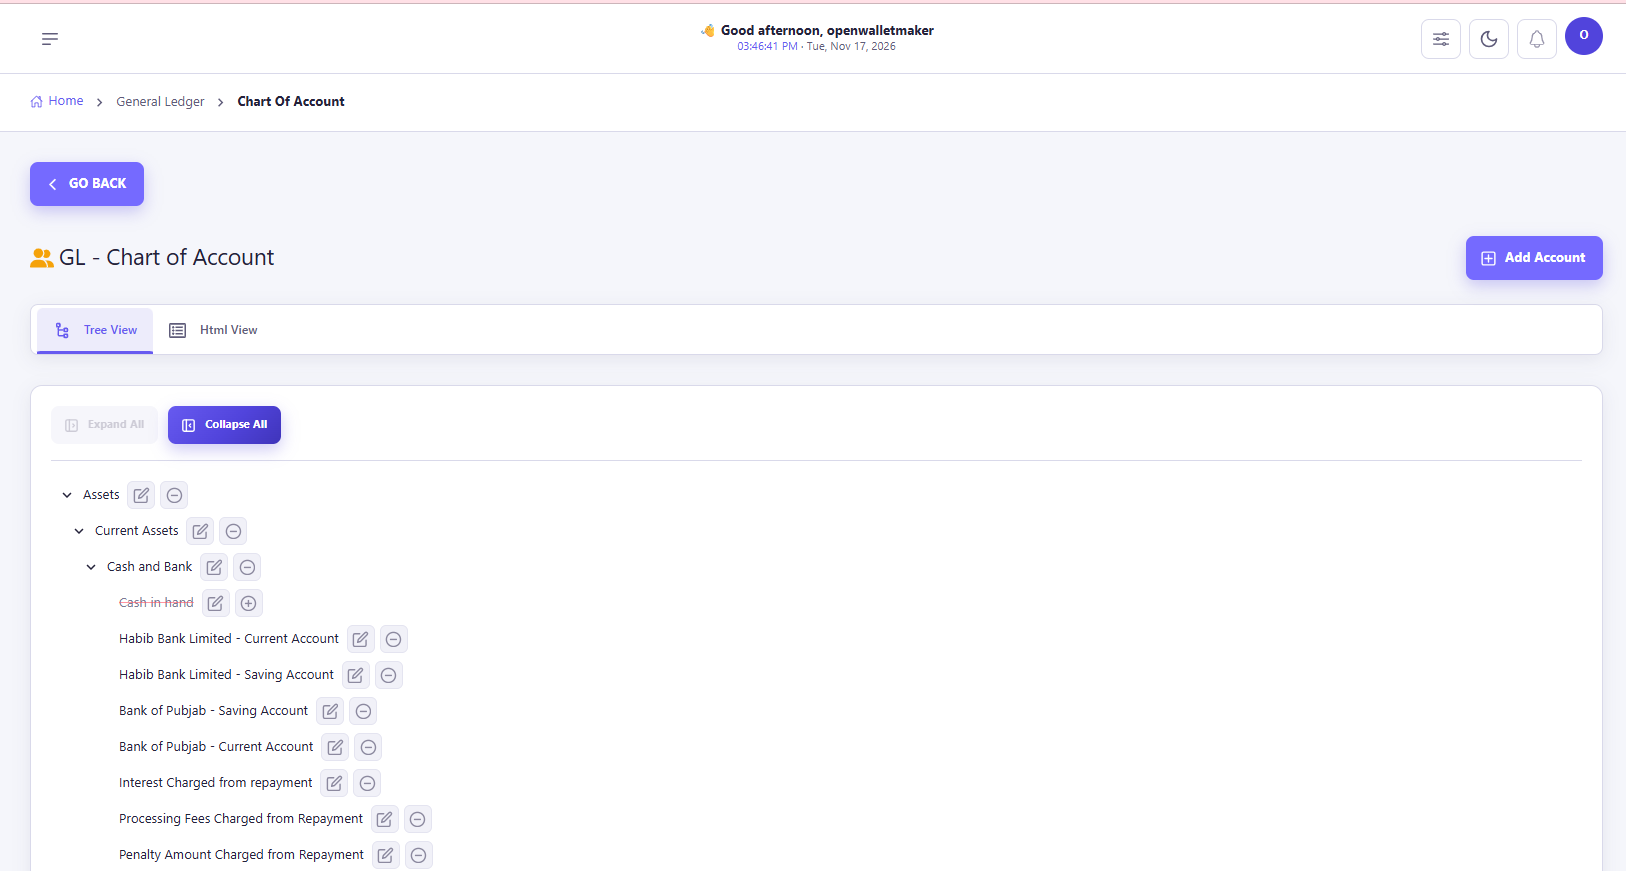 Good afternoon, openwalletmaker
03:46:41 PM · Tue, Nov 17, 2026
O
Home > General Ledger > Chart Of Account
GO BACK
GL - Chart of Account
Add Account
Tree View
Html View
Expand All
Collapse All
Assets
Current Assets
Cash and Bank
Cash in hand
Habib Bank Limited - Current Account
Habib Bank Limited - Saving Account
Bank of Pubjab - Saving Account
Bank of Pubjab - Current Account
Interest Charged from repayment
Processing Fees Charged from Repayment
Penalty Amount Charged from Repayment